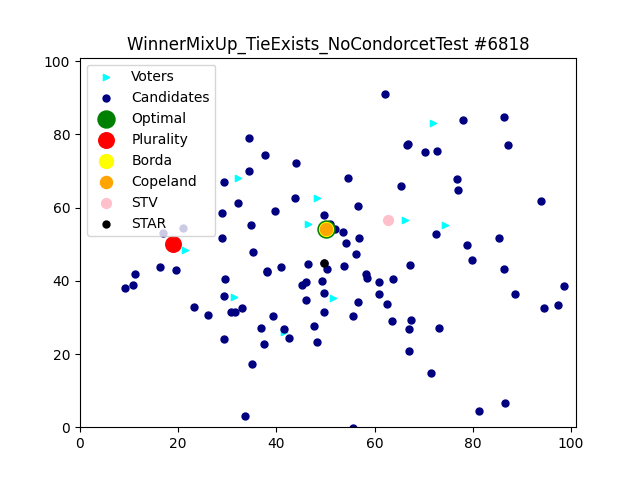 WinnerMixUp_TieExists_NoCondorcetTest #6818
Voters
Candidates
Optimal
Plurality
Borda
Copeland
STV
STAR
100
80
60
40
20
0
0 20 40 60 80 100